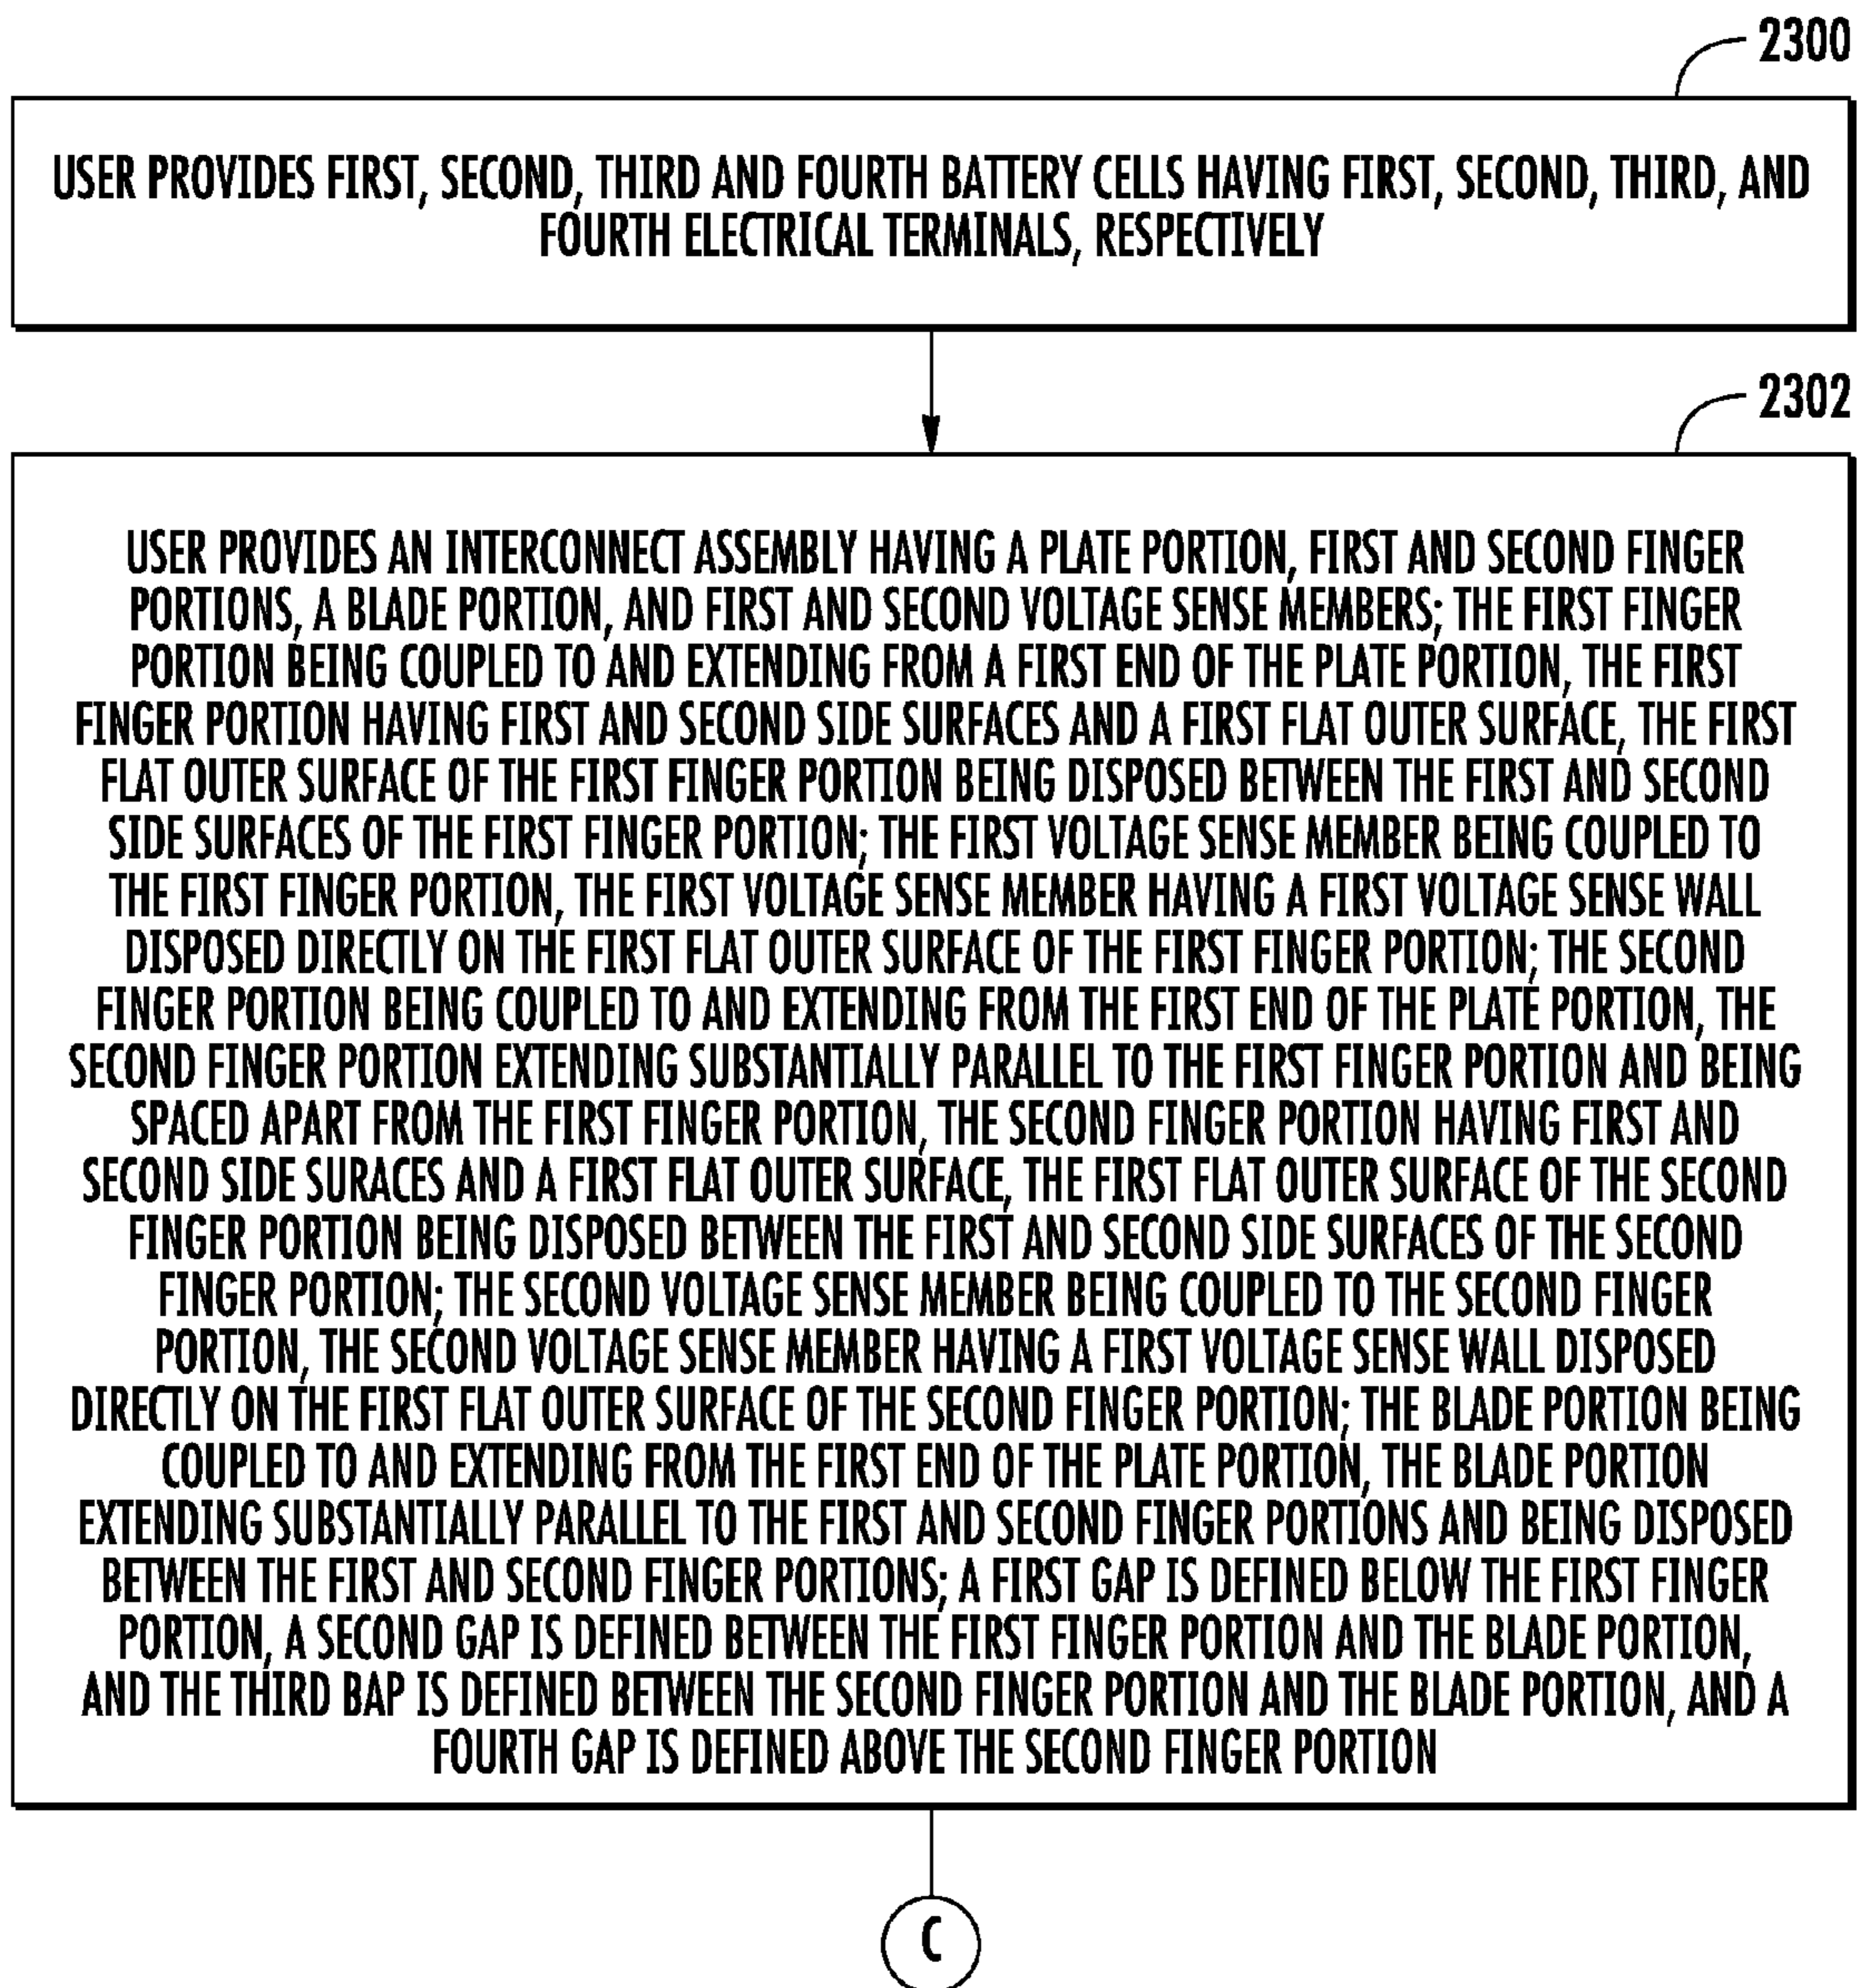 2300
USER PROVIDES FIRST, SECOND, THIRD AND FOURTH BATTERY CELLS HAVING FIRST, SECOND, THIRD, AND
FOURTH ELECTRICAL TERMINALS, RESPECTIVELY
2302
USER PROVIDES AN INTERCONNECT ASSEMBLY HAVING A PLATE PORTION, FIRST AND SECOND FINGER
PORTIONS, A BLADE PORTION, AND FIRST AND SECOND VOLTAGE SENSE MEMBERS; THE FIRST FINGER
PORTION BEING COUPLED TO AND EXTENDING FROM A FIRST END OF THE PLATE PORTION, THE FIRST
FINGER PORTION HAVING FIRST AND SECOND SIDE SURFACES AND A FIRST FLAT OUTER SURFACE, THE FIRST
FLAT OUTER SURFACE OF THE FIRST FINGER PORTION BEING DISPOSED BETWEEN THE FIRST AND SECOND
SIDE SURFACES OF THE FIRST FINGER PORTION; THE FIRST VOLTAGE SENSE MEMBER BEING COUPLED TO
THE FIRST FINGER PORTION, THE FIRST VOLTAGE SENSE MEMBER HAVING A FIRST VOLTAGE SENSE WALL
DISPOSED DIRECTLY ON THE FIRST FLAT OUTER SURFACE OF THE FIRST FINGER PORTION; THE SECOND
FINGER PORTION BEING COUPLED TO AND EXTENDING FROM THE FIRST END OF THE PLATE PORTION, THE
SECOND FINGER PORTION EXTENDING SUBSTANTIALLY PARALLEL TO THE FIRST FINGER PORTION AND BEING
SPACED APART FROM THE FIRST FINGER PORTION, THE SECOND FINGER PORTION HAVING FIRST AND
SECOND SIDE SURACES AND A FIRST FLAT OUTER SURFACE, THE FIRST FLAT OUTER SURFACE OF THE SECOND
FINGER PORTION BEING DISPOSED BETWEEN THE FIRST AND SECOND SIDE SURFACES OF THE SECOND
FINGER PORTION; THE SECOND VOLTAGE SENSE MEMBER BEING COUPLED TO THE SECOND FINGER
PORTION, THE SECOND VOLTAGE SENSE MEMBER HAVING A FIRST VOLTAGE SENSE WALL DISPOSED
DIRECTLY ON THE FIRST FLAT OUTER SURFACE OF THE SECOND FINGER PORTION; THE BLADE PORTION BEING
COUPLED TO AND EXTENDING FROM THE FIRST END OF THE PLATE PORTION, THE BLADE PORTION
EXTENDING SUBSTANTIALLY PARALLEL TO THE FIRST AND SECOND FINGER PORTIONS AND BEING DISPOSED
BETWEEN THE FIRST AND SECOND FINGER PORTIONS; A FIRST GAP IS DEFINED BELOW THE FIRST FINGER
PORTION, A SECOND GAP IS DEFINED BETWEEN THE FIRST FINGER PORTION AND THE BLADE PORTION,
AND THE THIRD BAP IS DEFINED BETWEEN THE SECOND FINGER PORTION AND THE BLADE PORTION, AND A
FOURTH GAP IS DEFINED ABOVE THE SECOND FINGER PORTION
C